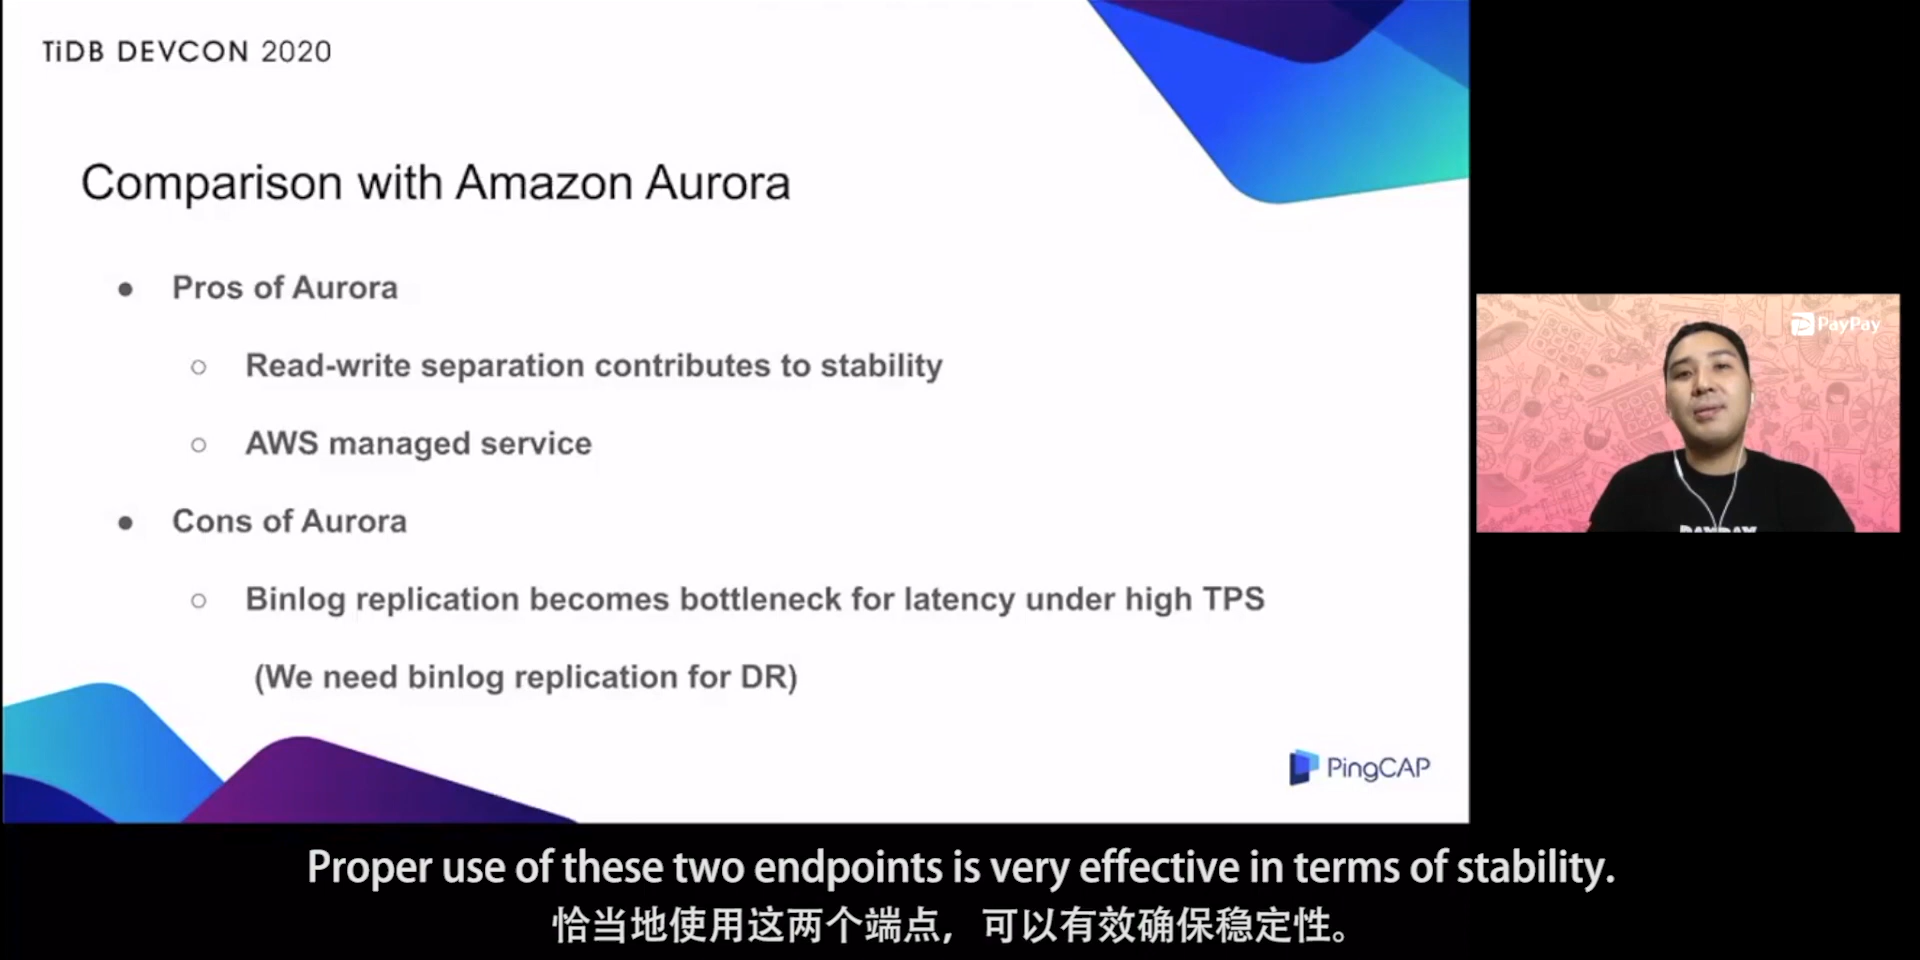 TiDB DEVCON 2020
Comparison with Amazon Aurora
● Pros of Aurora
○ Read-write separation contributes to stability
○ AWS managed service
● Cons of Aurora
○ Binlog replication becomes bottleneck for latency under high TPS
(We need binlog replication for DR)
PingCAP
PayPay
PAYPAY
Proper use of these two endpoints is very effective in terms of stability.
恰当地使用这两个端点，可以有效确保稳定性。